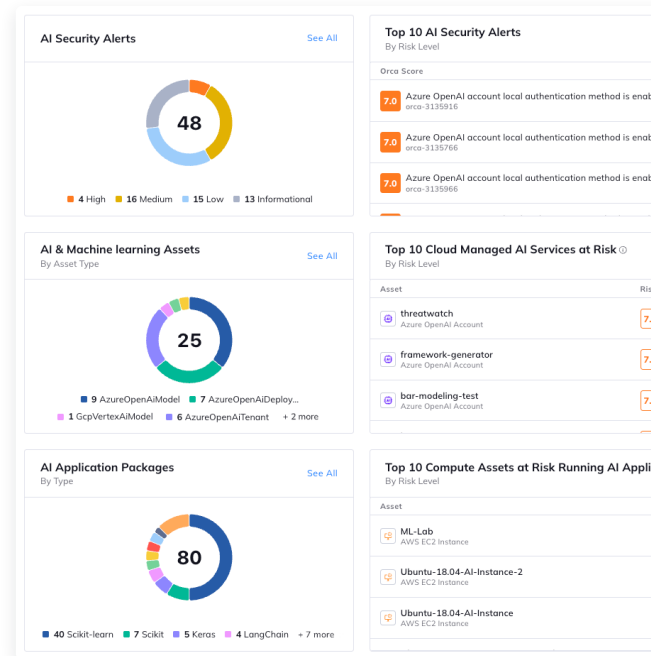 AI Security Alerts
See All
48
4 High 16 Medium 15 Low 13 Informational
Top 10 AI Security Alerts
By Risk Level
Orca Score
7.0 Azure OpenAI account local authentication method is enab
orca-3135916
7.0 Azure OpenAI account local authentication method is enab
orca-3135766
7.0 Azure OpenAI account local authentication method is enab
orca-3135966
AI & Machine learning Assets
By Asset Type
See All
25
9 AzureOpenAiModel 7 AzureOpenAiDeploy...
1 GcpVertexAiModel 6 AzureOpenAiTenant + 2 more
Top 10 Cloud Managed AI Services at Risk
By Risk Level
Asset Ris
threatwatch
Azure OpenAI Account
7.
framework-generator
Azure OpenAI Account
7.
bar-modeling-test
Azure OpenAI Account
7.
AI Application Packages
By Type
See All
80
40 Scikit-learn 7 Scikit 5 Keras 4 LangChain + 7 more
Top 10 Compute Assets at Risk Running AI Appli
By Risk Level
Asset
ML-Lab
AWS EC2 Instance
Ubuntu-18.04-AI-Instance-2
AWS EC2 Instance
Ubuntu-18.04-AI-Instance
AWS EC2 Instance